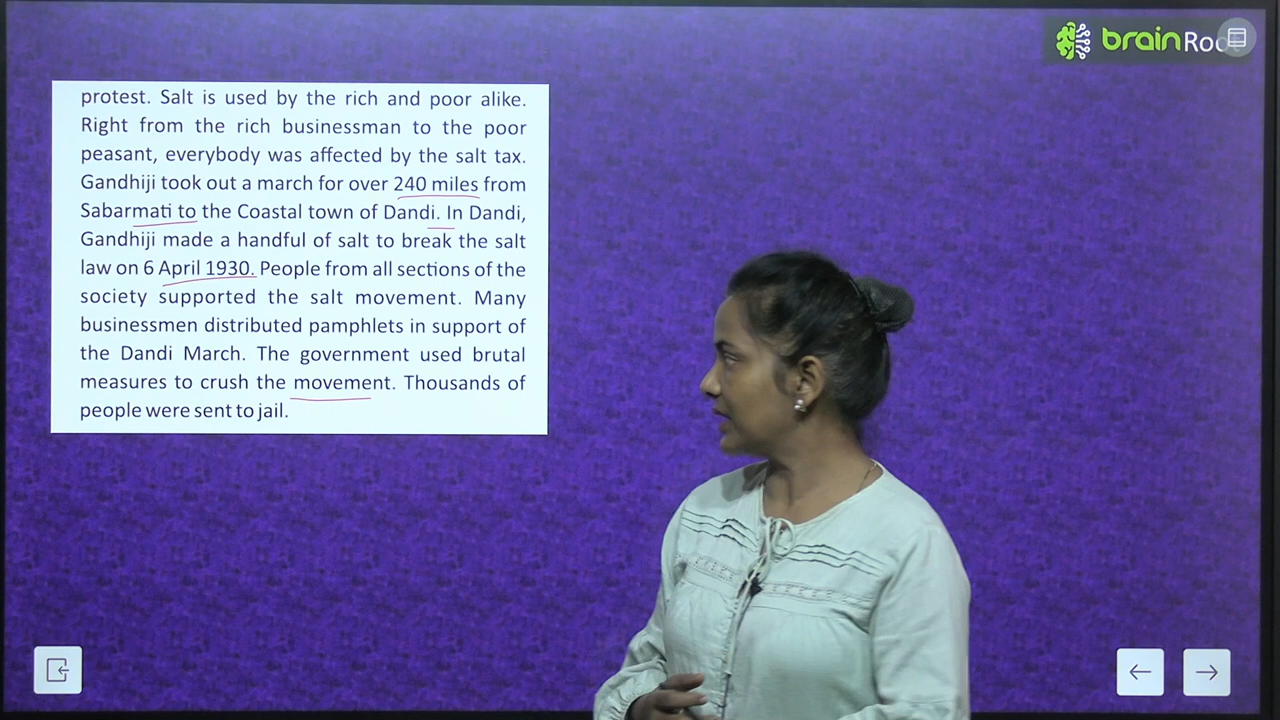 brainRoo
protest. Salt is used by the rich and poor alike.
Right from the rich businessman to the poor
peasant, everybody was affected by the salt tax.
Gandhiji took out a march for over 240 miles from
Sabarmati to the Coastal town of Dandi. In Dandi,
Gandhiji made a handful of salt to break the salt
law on 6 April 1930. People from all sections of the
society supported the salt movement. Many
businessmen distributed pamphlets in support of
the Dandi March. The government used brutal
measures to crush the movement. Thousands of
people were sent to jail.